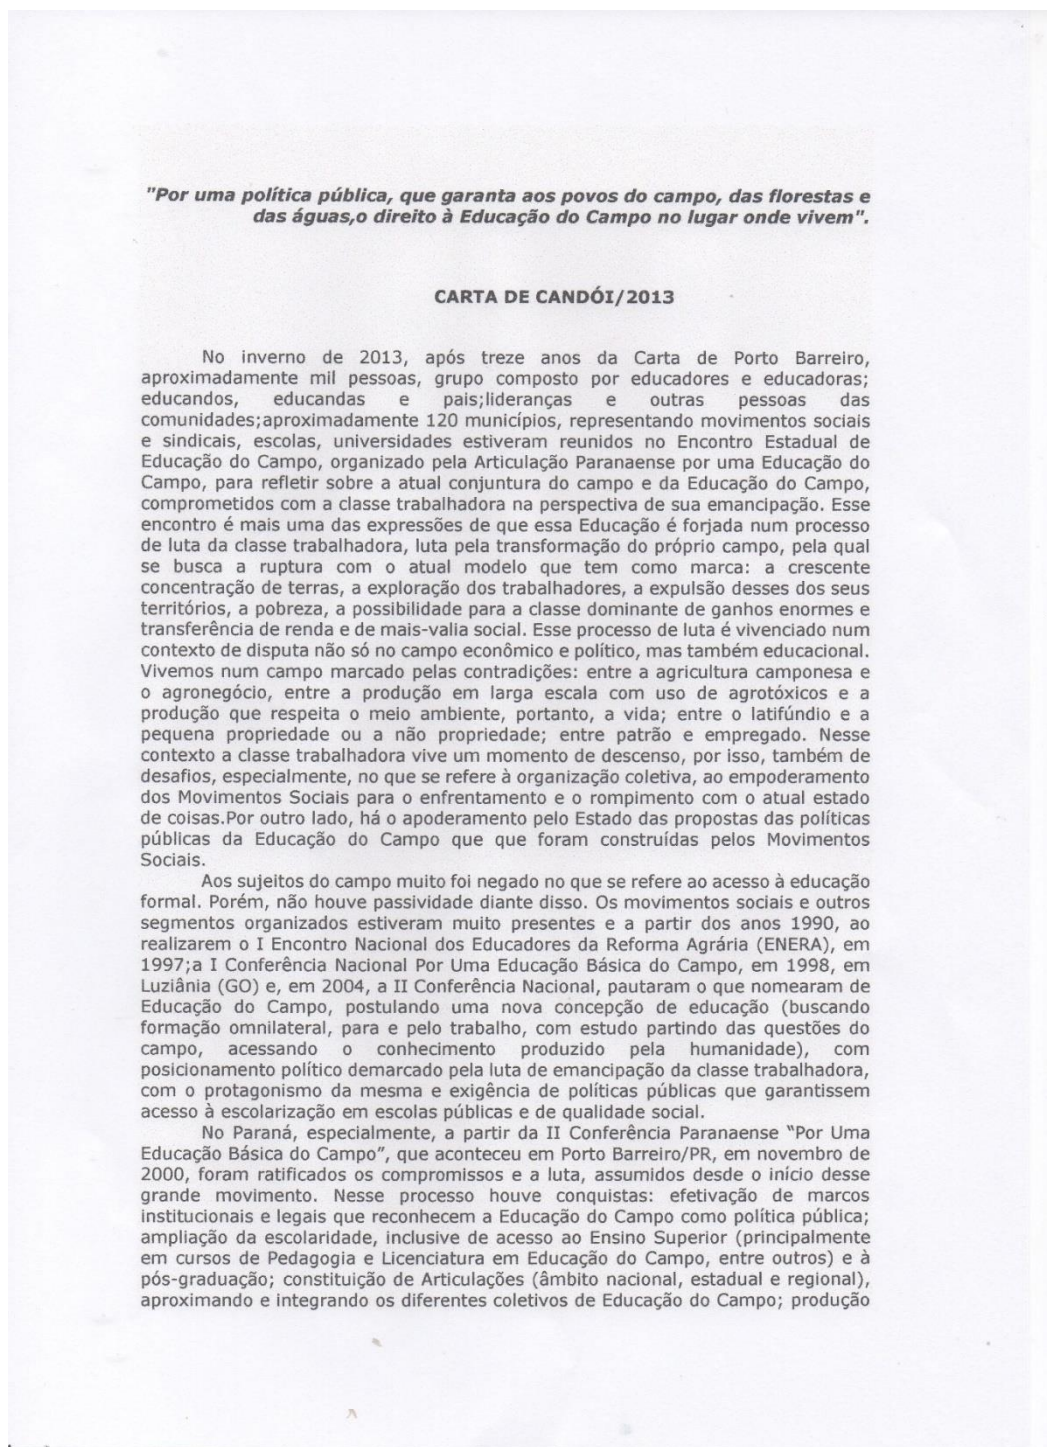 "Por uma política pública, que garanta aos povos do campo, das florestas e
das águas,o direito à Educação do Campo no lugar onde vivem".
CARTA DE CANDÓI/2013
No inverno de 2013, após treze anos da Carta de Porto Barreiro,
aproximadamente mil pessoas, grupo composto por educadores e educadoras;
educandos, educandas e pais;lideranças e outras pessoas das
comunidades;aproximadamente 120 municípios, representando movimentos sociais
e sindicais, escolas, universidades estiveram reunidos no Encontro Estadual de
Educação do Campo, organizado pela Articulação Paranaense por uma Educação do
Campo, para refletir sobre a atual conjuntura do campo e da Educação do Campo,
comprometidos com a classe trabalhadora na perspectiva de sua emancipação. Esse
encontro é mais uma das expressões de que essa Educação é forjada num processo
de luta da classe trabalhadora, luta pela transformação do próprio campo, pela qual
se busca a ruptura com o atual modelo que tem como marca: a crescente
concentração de terras, a exploração dos trabalhadores, a expulsão desses dos seus
territórios, a pobreza, a possibilidade para a classe dominante de ganhos enormes e
transferência de renda e de mais-valia social. Esse processo de luta é vivenciado num
contexto de disputa não só no campo econômico e político, mas também educacional.
Vivemos num campo marcado pelas contradições: entre a agricultura camponesa e
o agronegócio, entre a produção em larga escala com uso de agrotóxicos e a
produção que respeita o meio ambiente, portanto, a vida; entre o latifúndio e a
pequena propriedade ou a não propriedade; entre patrão e empregado. Nesse
contexto a classe trabalhadora vive um momento de descenso, por isso, também de
desafios, especialmente, no que se refere à organização coletiva, ao empoderamento
dos Movimentos Sociais para o enfrentamento e o rompimento com o atual estado
de coisas.Por outro lado, há o apoderamento pelo Estado das propostas das políticas
públicas da Educação do Campo que que foram construídas pelos Movimentos
Sociais.
Aos sujeitos do campo muito foi negado no que se refere ao acesso à educação
formal. Porém, não houve passividade diante disso. Os movimentos sociais e outros
segmentos organizados estiveram muito presentes e a partir dos anos 1990, ao
realizarem o I Encontro Nacional dos Educadores da Reforma Agrária (ENERA), em
1997;a I Conferência Nacional Por Uma Educação Básica do Campo, em 1998, em
Luziânia (GO) e, em 2004, a II Conferência Nacional, pautaram o que nomearam de
Educação do Campo, postulando uma nova concepção de educação (buscando
formação omnilateral, para e pelo trabalho, com estudo partindo das questões do
campo, acessando o conhecimento produzido pela humanidade), com
posicionamento político demarcado pela luta de emancipação da classe trabalhadora,
com o protagonismo da mesma e exigência de políticas públicas que garantissem
acesso à escolarização em escolas públicas e de qualidade social.
No Paraná, especialmente, a partir da II Conferência Paranaense "Por Uma
Educação Básica do Campo", que aconteceu em Porto Barreiro/PR, em novembro de
2000, foram ratificados os compromissos e a luta, assumidos desde o início desse
grande movimento. Nesse processo houve conquistas: efetivação de marcos
institucionais e legais que reconhecem a Educação do Campo como política pública;
ampliação da escolaridade, inclusive de acesso ao Ensino Superior (principalmente
em cursos de Pedagogia e Licenciatura em Educação do Campo, entre outros) e à
pós-graduação; constituição de Articulações (âmbito nacional, estadual e regional),
aproximando e integrando os diferentes coletivos de Educação do Campo; produção